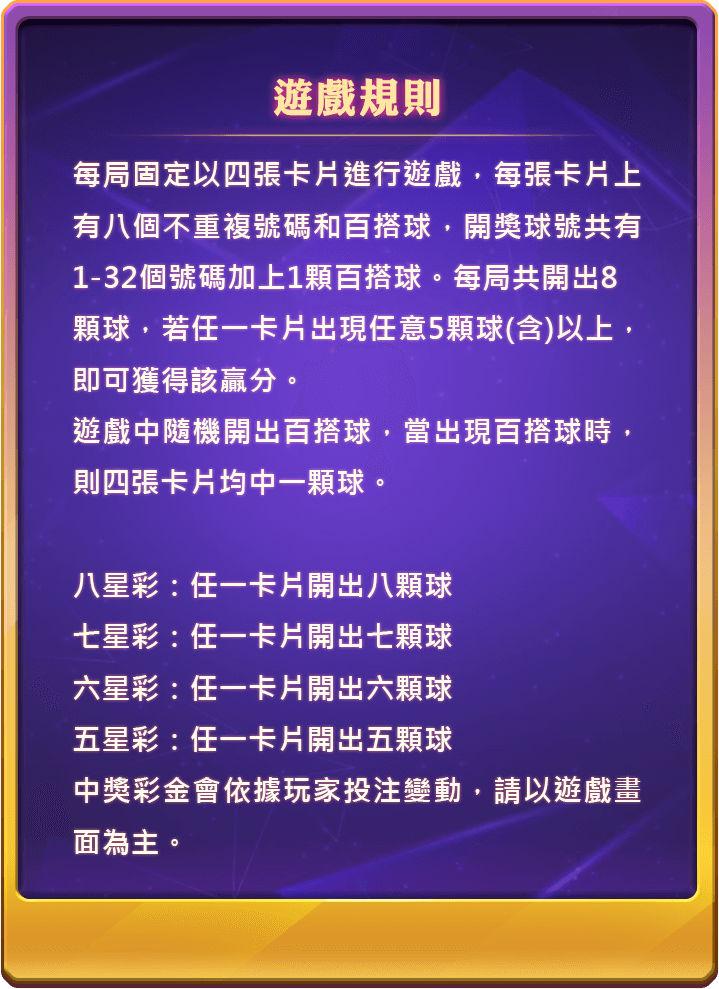 遊戲規則
每局固定以四張卡片進行遊戲，每張卡片上
有八個不重複號碼和百搭球，開獎球號共有
1-32個號碼加上1顆百搭球。每局共開出8
顆球，若任一卡片出現任意5顆球(含)以上，
即可獲得該贏分。
遊戲中隨機開出百搭球，當出現百搭球時，
則四張卡片均中一顆球。
八星彩：任一卡片開出八顆球
七星彩：任一卡片開出七顆球
六星彩：任一卡片開出六顆球
五星彩：任一卡片開出五顆球
中獎彩金會依據玩家投注變動，請以遊戲畫
面為主。